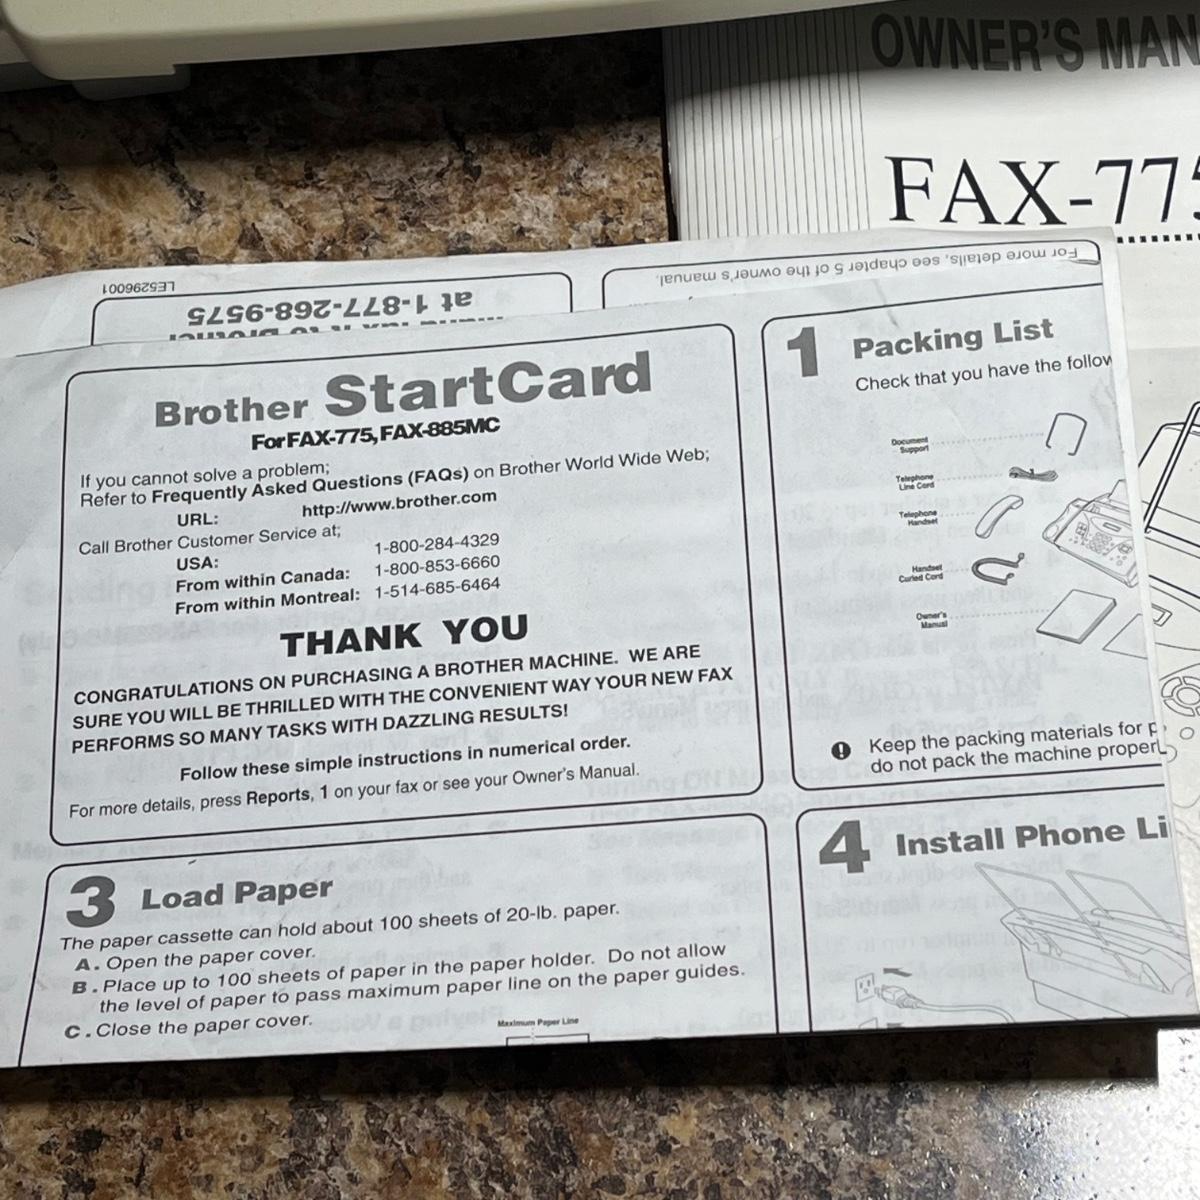 OWNER'S MAN
FAX-775
For more details, see chapter 5 of the owner's manual.
LE5296001
at 1-877-268-9575
Brother StartCard
For FAX-775, FAX-885MC
If you cannot solve a problem;
Refer to Frequently Asked Questions (FAQs) on Brother World Wide Web;
URL: http://www.brother.com
Call Brother Customer Service at;
USA: 1-800-284-4329
From within Canada: 1-800-853-6660
From within Montreal: 1-514-685-6464
THANK YOU
CONGRATULATIONS ON PURCHASING A BROTHER MACHINE. WE ARE
SURE YOU WILL BE THRILLED WITH THE CONVENIENT WAY YOUR NEW FAX
PERFORMS SO MANY TASKS WITH DAZZLING RESULTS!
Follow these simple instructions in numerical order.
For more details, press Reports, 1 on your fax or see your Owner's Manual.
1 Packing List
Check that you have the follow
Document
Support
Telephone
Line Cord
Telephone
Handset
Handset
Curled Cord
Owner's
Manual
Keep the packing materials for p
do not pack the machine properl
3 Load Paper
The paper cassette can hold about 100 sheets of 20-lb. paper.
A. Open the paper cover.
B. Place up to 100 sheets of paper in the paper holder. Do not allow
the level of paper to pass maximum paper line on the paper guides.
C. Close the paper cover.
Maximum Paper Line
4 Install Phone Li